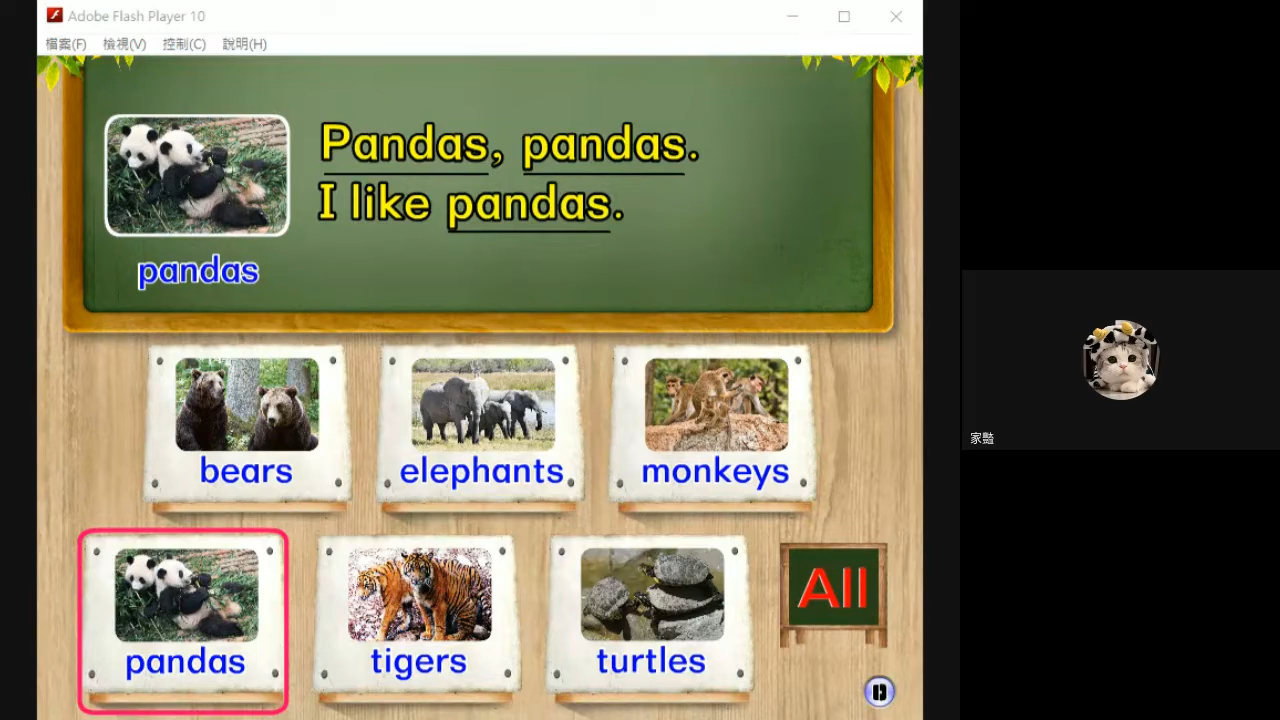 Adobe Flash Player 10
檔案(F) 檢視(V) 控制(C) 說明(H)
Pandas, pandas.
I like pandas.
pandas
bears elephants monkeys
pandas tigers turtles All
家豔